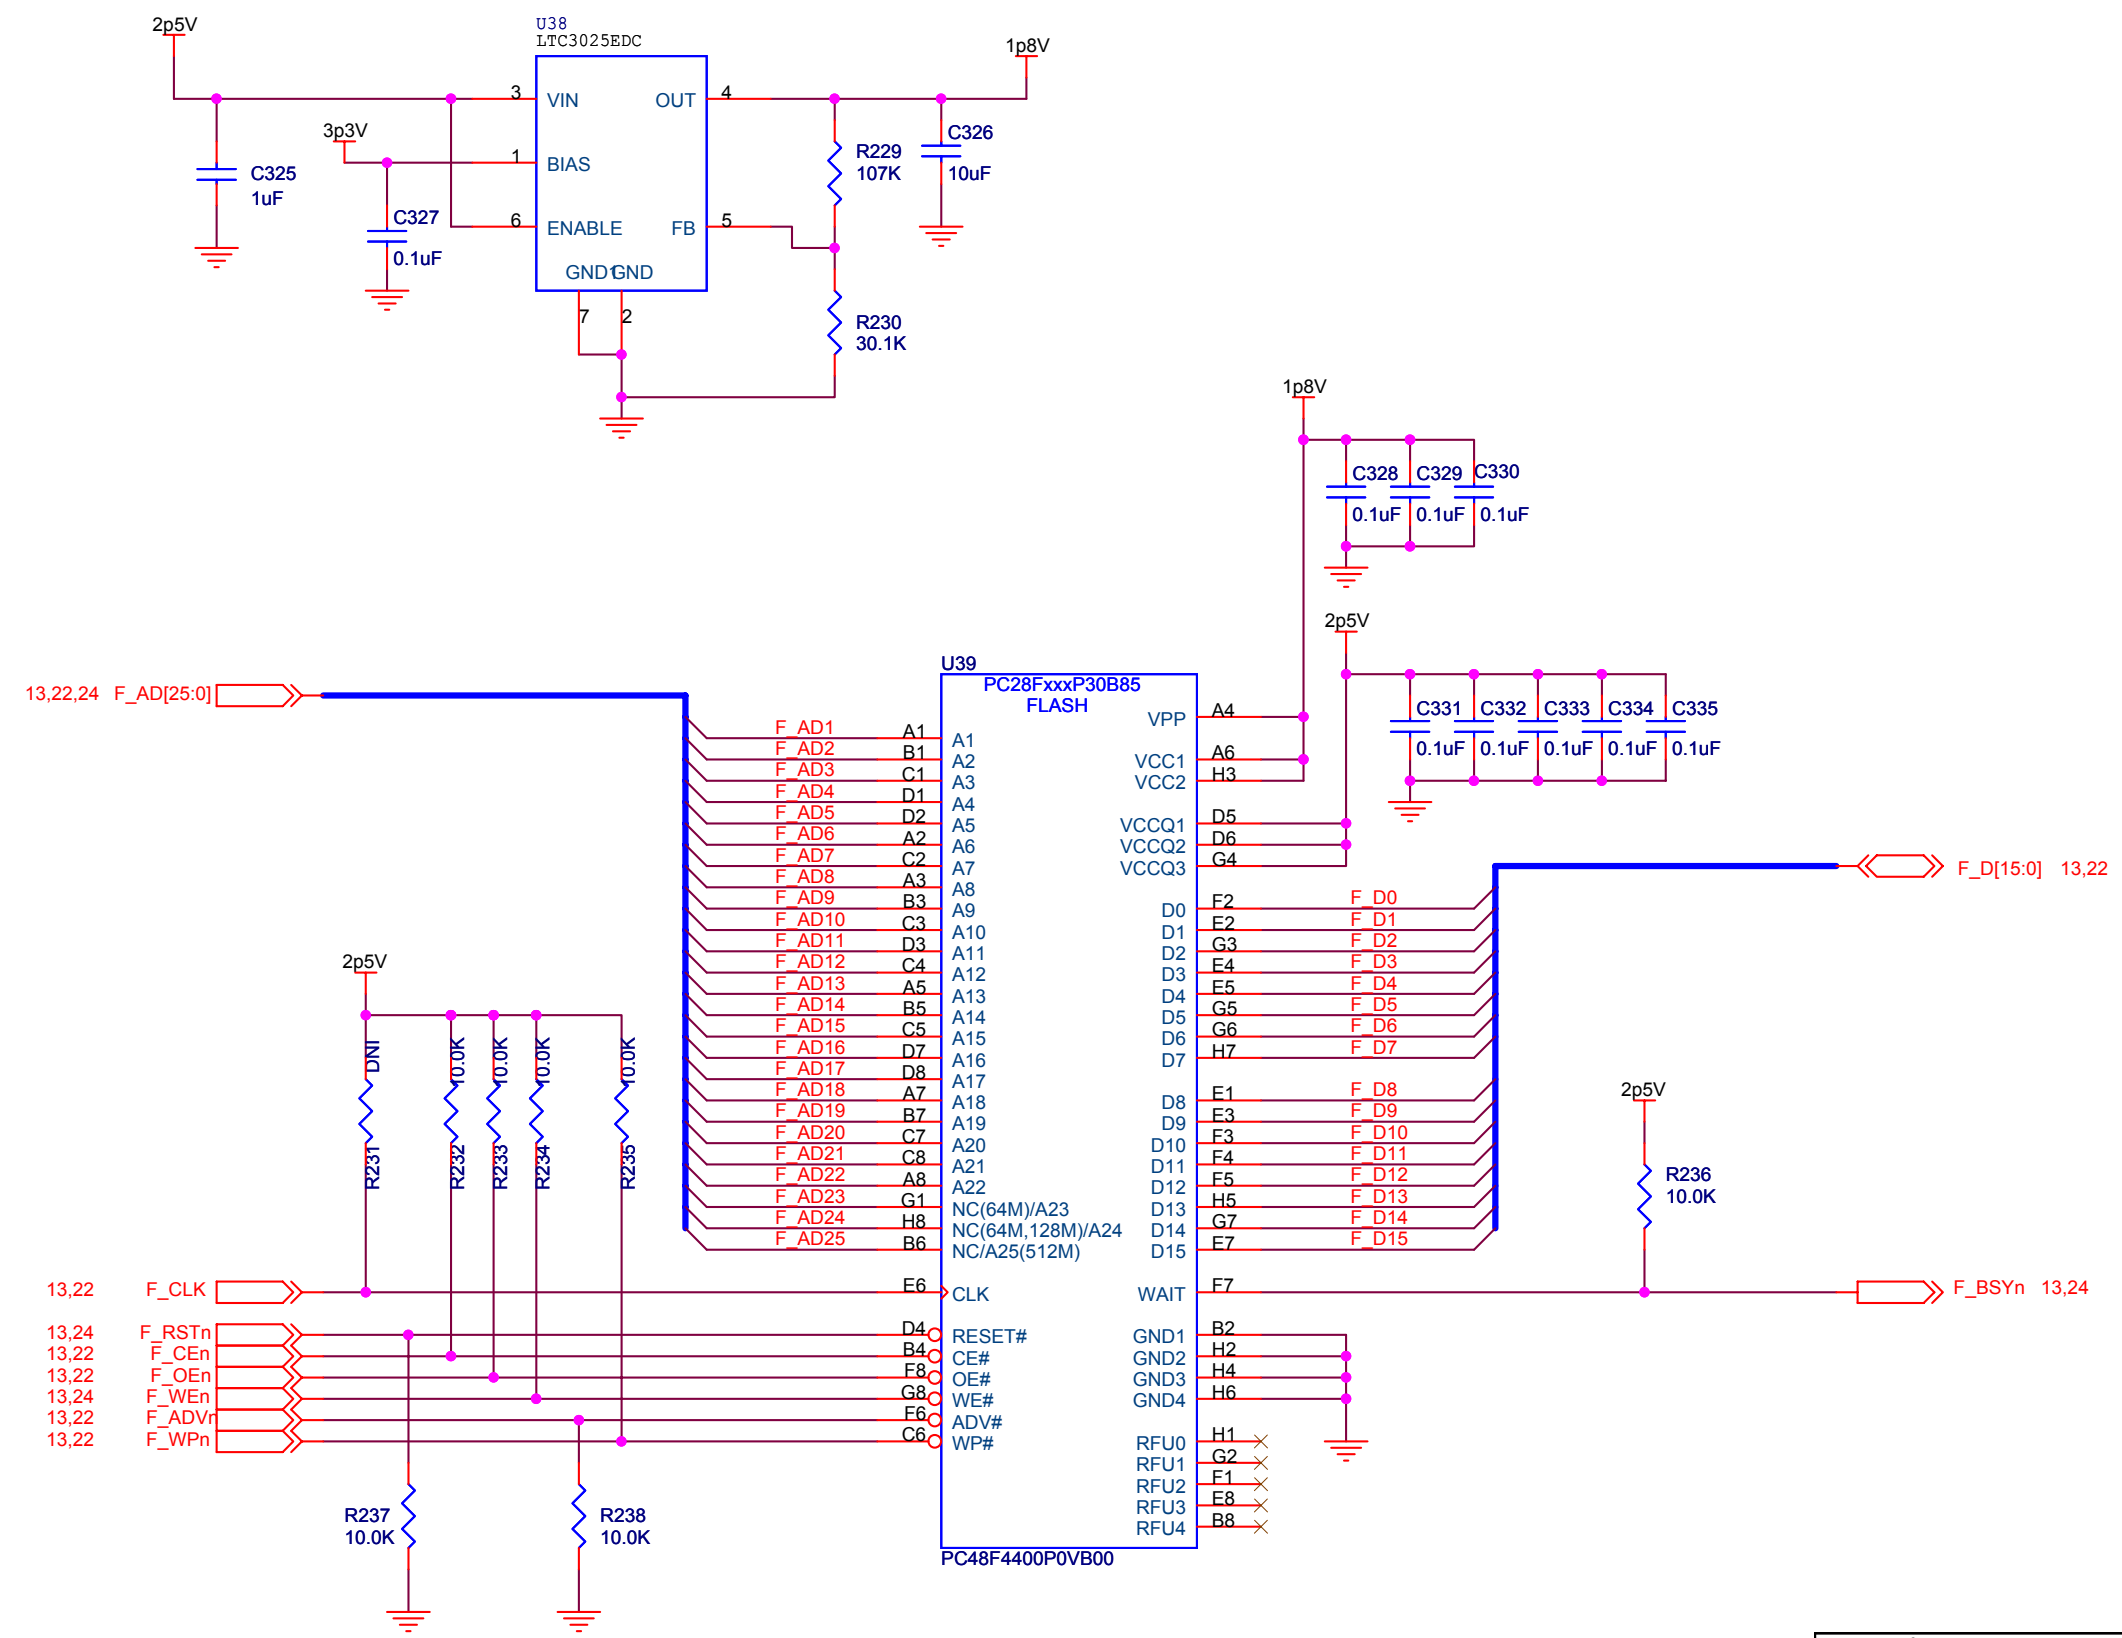 2p5V
U38
LTC3025EDC
1p8V
3 VIN
OUT 4
3p3V
1 BIAS
C325
1uF
C327
0.1uF
6 ENABLE
FB 5
GND1 GND
7 2
R229
107K
C326
10uF
R230
30.1K
1p8V
C328 C329 C330
0.1uF 0.1uF 0.1uF
2p5V
C331 C332 C333 C334 C335
0.1uF 0.1uF 0.1uF 0.1uF 0.1uF
U39
PC28FxxxP30B85
FLASH
13,22,24 F_AD[25:0]
F_AD1 A1 A1
F_AD2 B1 A2
F_AD3 C1 A3
F_AD4 D1 A4
F_AD5 D2 A5
F_AD6 A2 A6
F_AD7 C2 A7
F_AD8 A3 A8
F_AD9 B3 A9
F_AD10 C3 A10
F_AD11 D3 A11
F_AD12 C4 A12
F_AD13 A5 A13
F_AD14 B5 A14
F_AD15 C5 A15
F_AD16 D7 A16
F_AD17 D8 A17
F_AD18 A7 A18
F_AD19 B7 A19
F_AD20 C7 A20
F_AD21 C8 A21
F_AD22 A8 A22
F_AD23 G1 NC(64M)/A23
F_AD24 H8 NC(64M,128M)/A24
F_AD25 B6 NC/A25(512M)
VPP A4
VCC1 A6
VCC2 H3
VCCQ1 D5
VCCQ2 D6
VCCQ3 G4
D0 F2 F_D0
D1 E2 F_D1
D2 G3 F_D2
D3 E4 F_D3
D4 E5 F_D4
D5 G5 F_D5
D6 G6 F_D6
D7 H7 F_D7
D8 E1 F_D8
D9 E3 F_D9
D10 F3 F_D10
D11 F4 F_D11
D12 F5 F_D12
D13 H5 F_D13
D14 G7 F_D14
D15 E7 F_D15
F_D[15:0] 13,22
2p5V
DNI 10.0K 10.0K 10.0K 10.0K
R231 R232 R233 R234 R235
2p5V
R236
10.0K
13,22 F_CLK E6 CLK
13,24 F_RSTn D4 RESET#
13,22 F_CEn B4 CE#
13,22 F_OEn F8 OE#
13,24 F_WEn G8 WE#
13,22 F_ADVn F6 ADV#
13,22 F_WPn C6 WP#
WAIT F7 F_BSYn 13,24
GND1 B2
GND2 H2
GND3 H4
GND4 H6
RFU0 H1
RFU1 G2
RFU2 F1
RFU3 E8
RFU4 B8
R237
10.0K
R238
10.0K
PC48F4400P0VB00